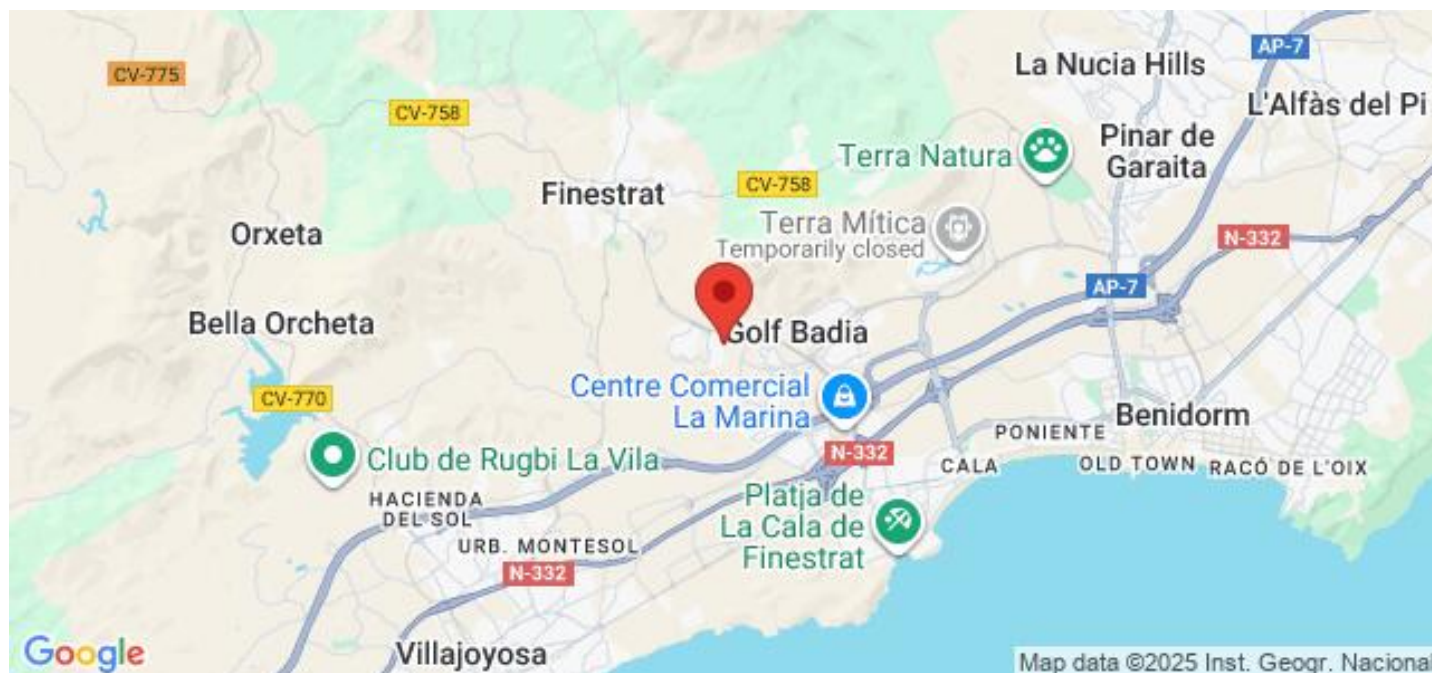 AP-7
La Nucia Hills
CV-775
L'Alfàs del Pi
CV-758
Pinar de
Garaita
Terra Natura
CV-758
Finestrat
Terra Mítica
Temporarily closed
Orxeta
N-332
AP-7
Bella Orcheta
Golf Badia
Centre Comercial
La Marina
CV-770
Benidorm
PONIENTE
N-332
Club de Rugbi La Vila
CALA
OLD TOWN
RACÓ DE L'OIX
HACIENDA
DEL SOL
Platja de
La Cala de
Finestrat
URB. MONTESOL
N-332
Villajoyosa
Google
Map data ©2025 Inst. Geogr. Nacional